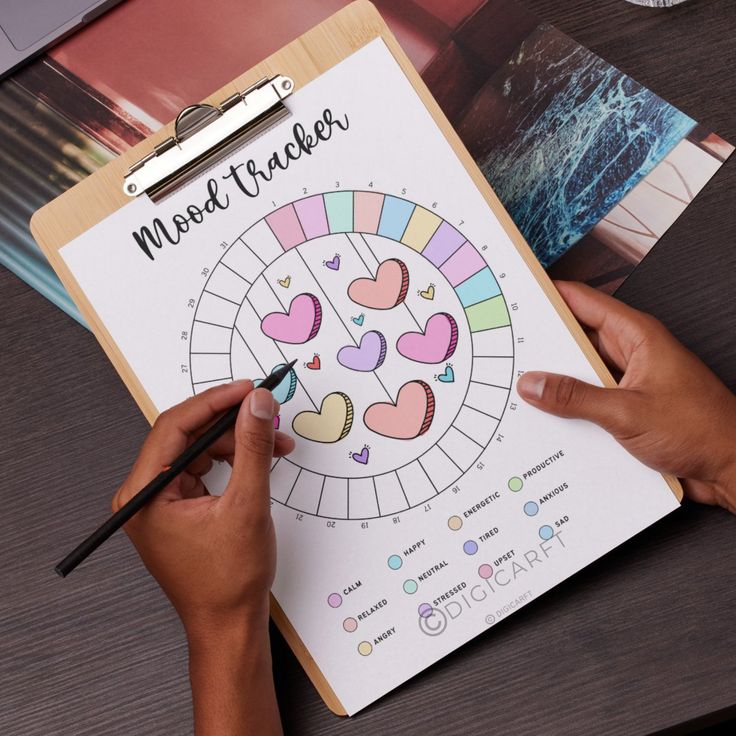 Mood tracker
1
2
3
4
5
6
7
8
9
10
11
12
13
14
15
16
17
18
19
20
21
22
27
28
29
30
31
CALM
HAPPY
ENERGETIC
PRODUCTIVE
RELAXED
NEUTRAL
TIRED
ANXIOUS
ANGRY
STRESSED
UPSET
SAD
©DIGICARFT
© DIGICARFT